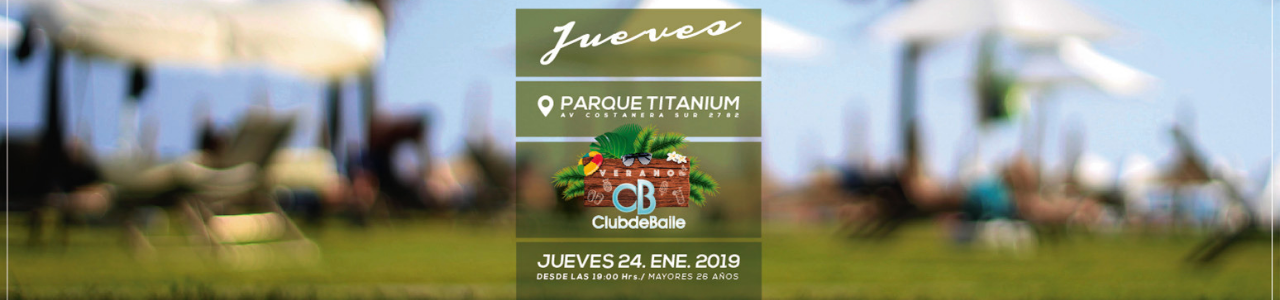 Jueves
PARQUE TITANIUM
AV COSTANERA SUR 2782
VERANO
CB
ClubdeBaile
JUEVES 24. ENE. 2019
DESDE LAS 19:00 Hrs./ MAYORES 26 AÑOS